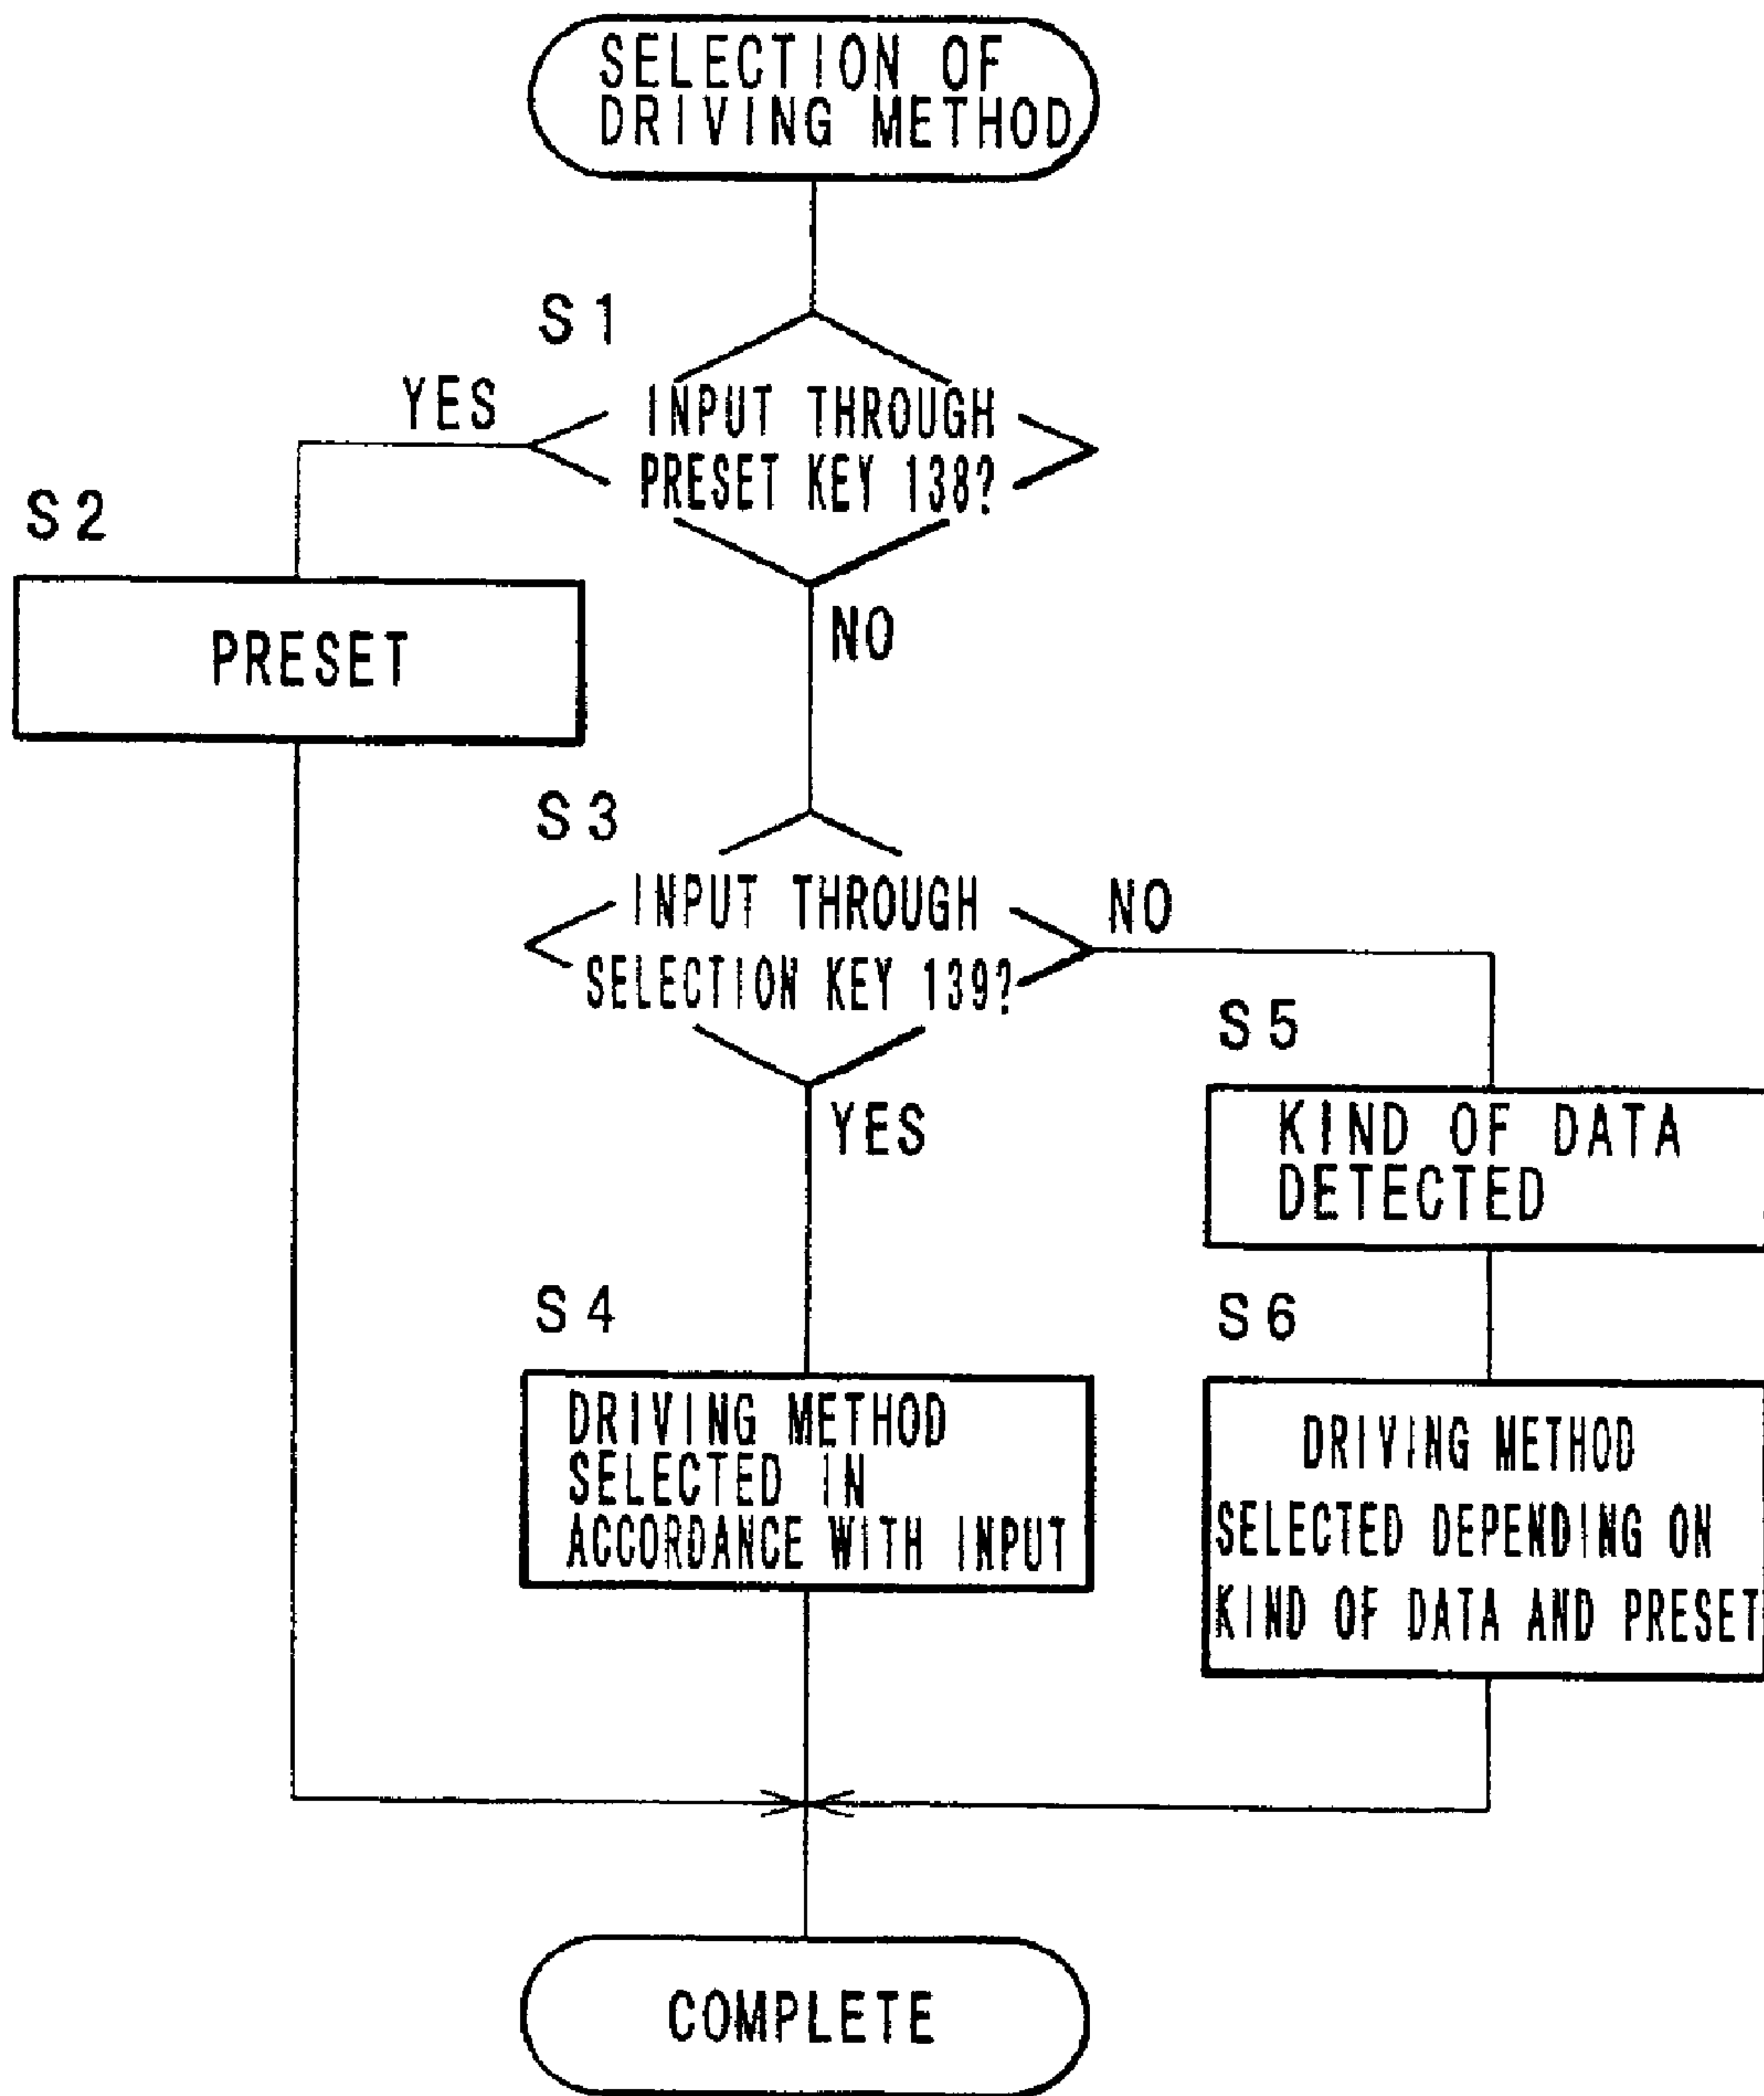 SELECTION OF
DRIVING METHOD
S1
YES
INPUT THROUGH
PRESET KEY 138?
S2
PRESET
NO
S3
INPUT THROUGH
SELECTION KEY 139?
NO
YES
S5
KIND OF DATA
DETECTED
S4
DRIVING METHOD
SELECTED IN
ACCORDANCE WITH INPUT
S6
DRIVING METHOD
SELECTED DEPENDING ON
KIND OF DATA AND PRESET
COMPLETE